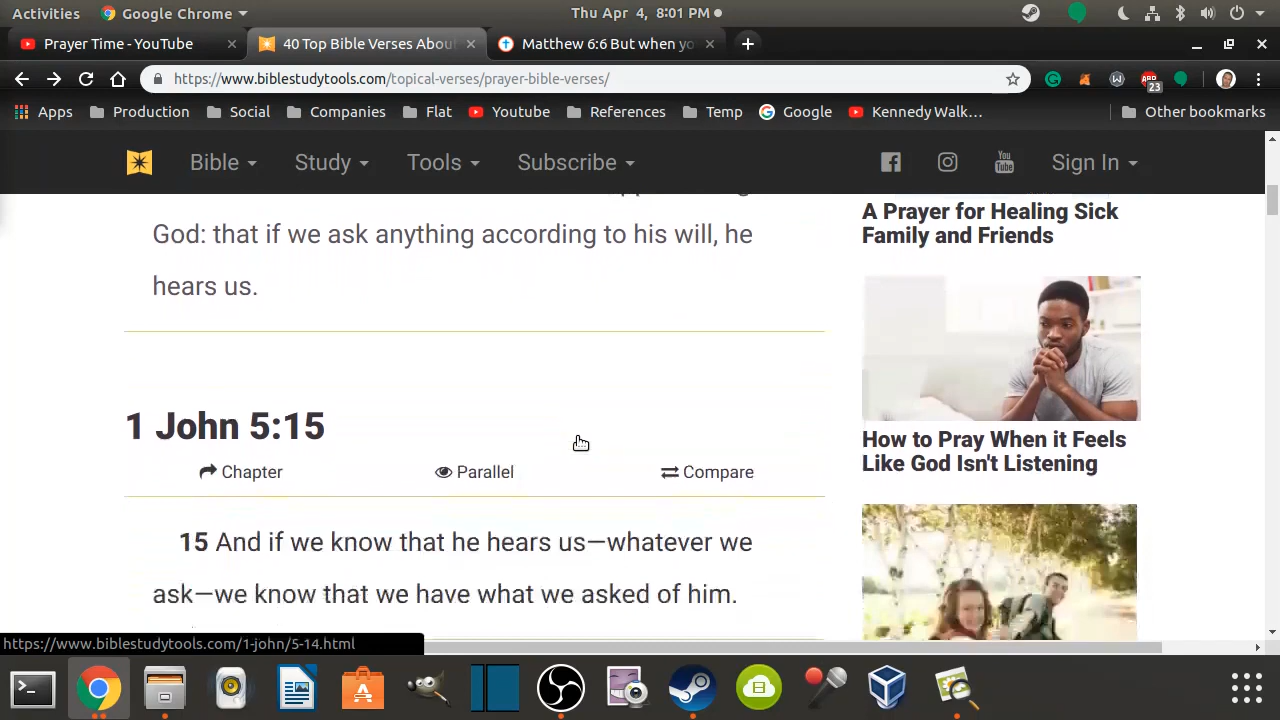 Activities
Google Chrome
Thu Apr 4, 8:01 PM
Prayer Time - YouTube
40 Top Bible Verses Abou
Matthew 6:6 But when yo
https://www.biblestudytools.com/topical-verses/prayer-bible-verses/
23
Apps
Production
Social
Companies
Flat
Youtube
References
Temp
Google
Kennedy Walk…
Other bookmarks
Bible
Study
Tools
Subscribe
You
Tube
Sign In
God: that if we ask anything according to his will, he
hears us.
1 John 5:15
Chapter
Parallel
Compare
15 And if we know that he hears us—whatever we
ask—we know that we have what we asked of him.
A Prayer for Healing Sick
Family and Friends
How to Pray When it Feels
Like God Isn't Listening
https://www.biblestudytools.com/1-john/5-14.html